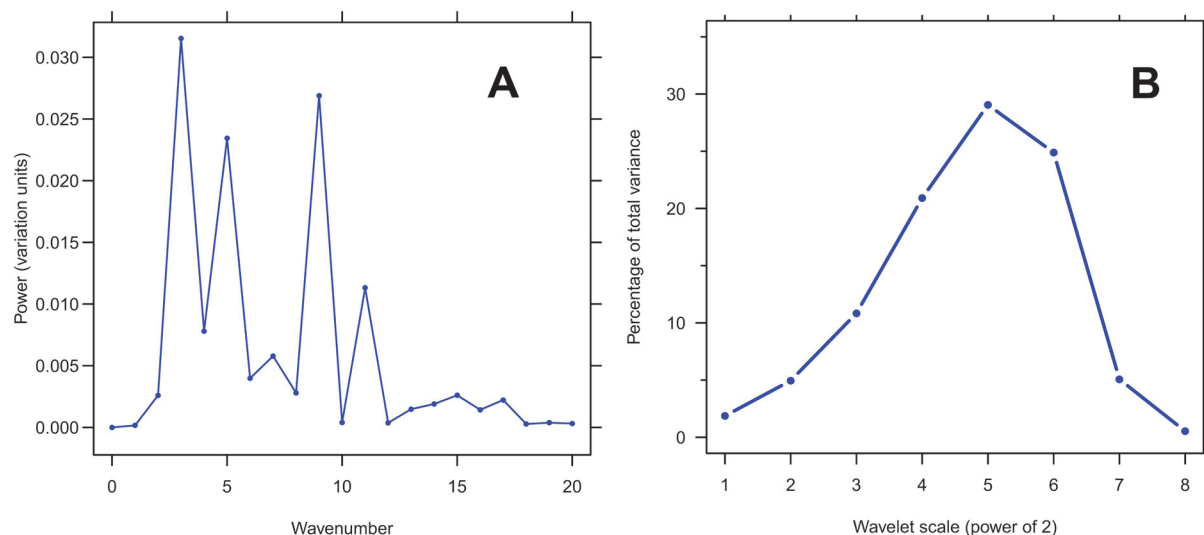 A
Power (variation units)
0.030
0.025
0.020
0.015
0.010
0.005
0.000
0 5 10 15 20
Wavenumber
B
Percentage of total variance
30
20
10
0
1 2 3 4 5 6 7 8
Wavelet scale (power of 2)